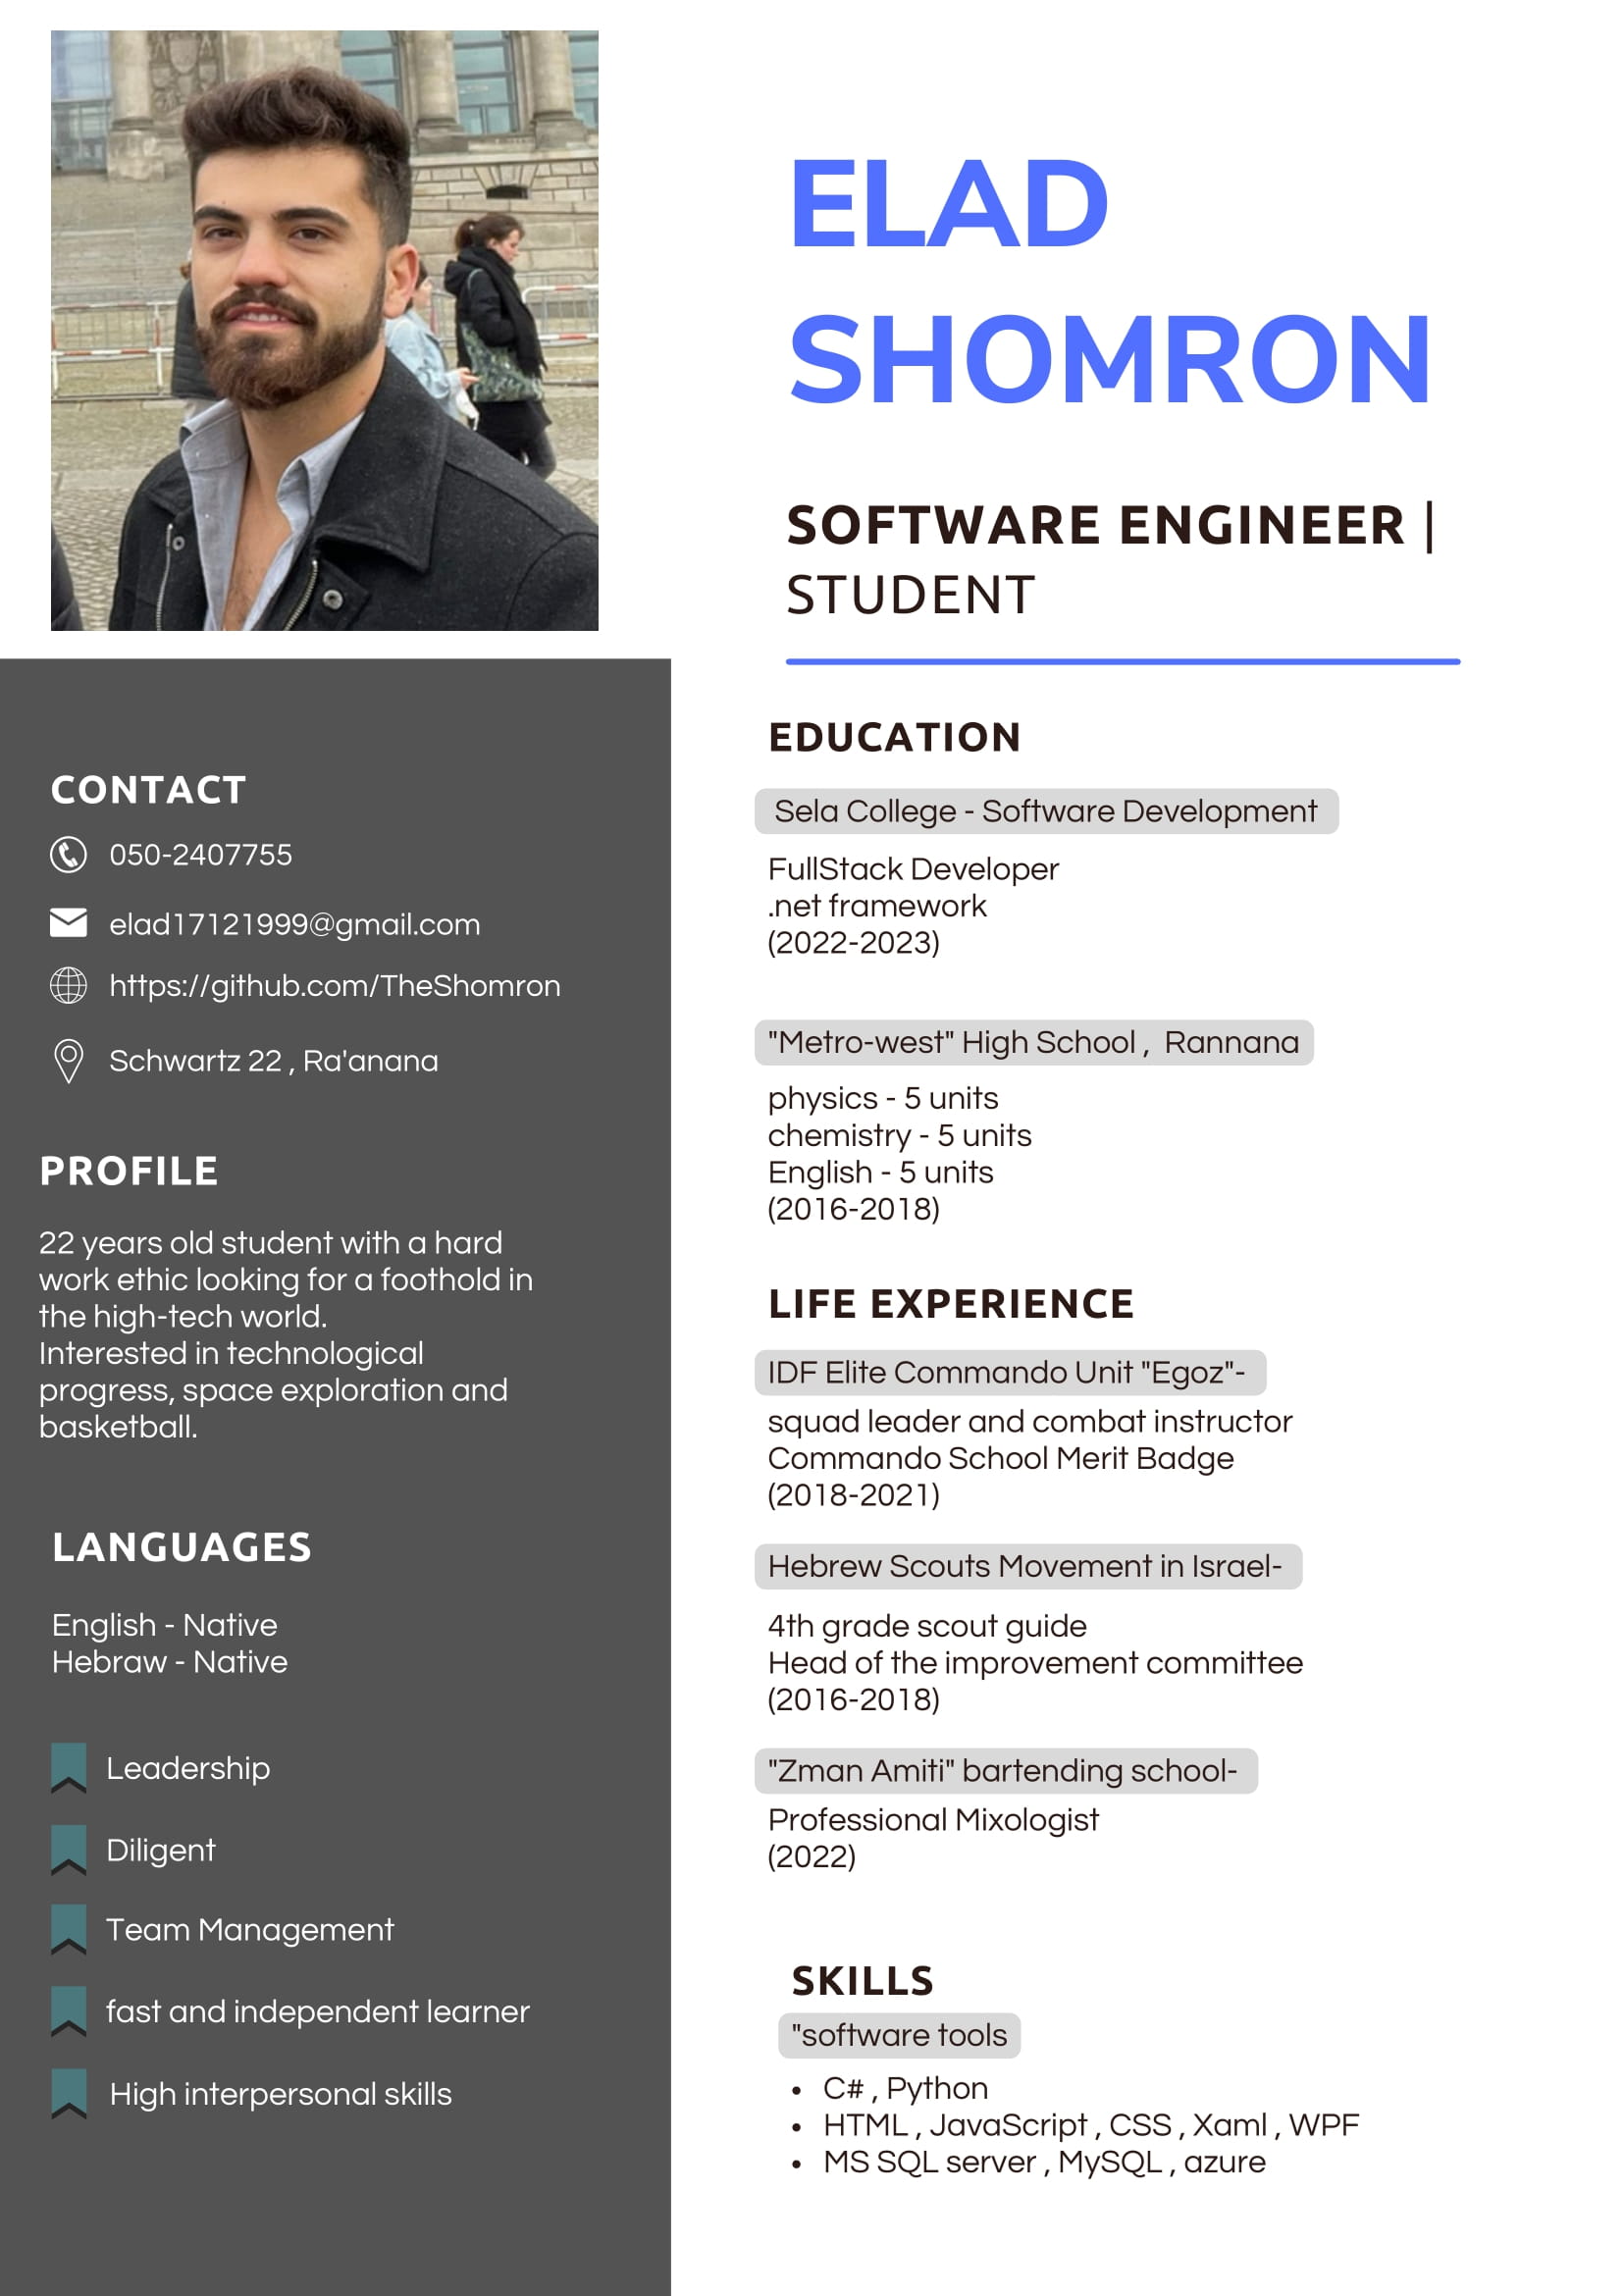 ELAD
SHOMRON
SOFTWARE ENGINEER |
STUDENT
CONTACT
050-2407755
elad17121999@gmail.com
https://github.com/TheShomron
Schwartz 22 , Ra'anana
PROFILE
22 years old student with a hard
work ethic looking for a foothold in
the high-tech world.
Interested in technological
progress, space exploration and
basketball.
LANGUAGES
English - Native
Hebraw - Native
Leadership
Diligent
Team Management
fast and independent learner
High interpersonal skills
EDUCATION
Sela College - Software Development
FullStack Developer
.net framework
(2022-2023)
"Metro-west" High School , Rannana
physics - 5 units
chemistry - 5 units
English - 5 units
(2016-2018)
LIFE EXPERIENCE
IDF Elite Commando Unit "Egoz"-
squad leader and combat instructor
Commando School Merit Badge
(2018-2021)
Hebrew Scouts Movement in Israel-
4th grade scout guide
Head of the improvement committee
(2016-2018)
"Zman Amiti" bartending school-
Professional Mixologist
(2022)
SKILLS
"software tools
• C# , Python
• HTML , JavaScript , CSS , Xaml , WPF
• MS SQL server , MySQL , azure